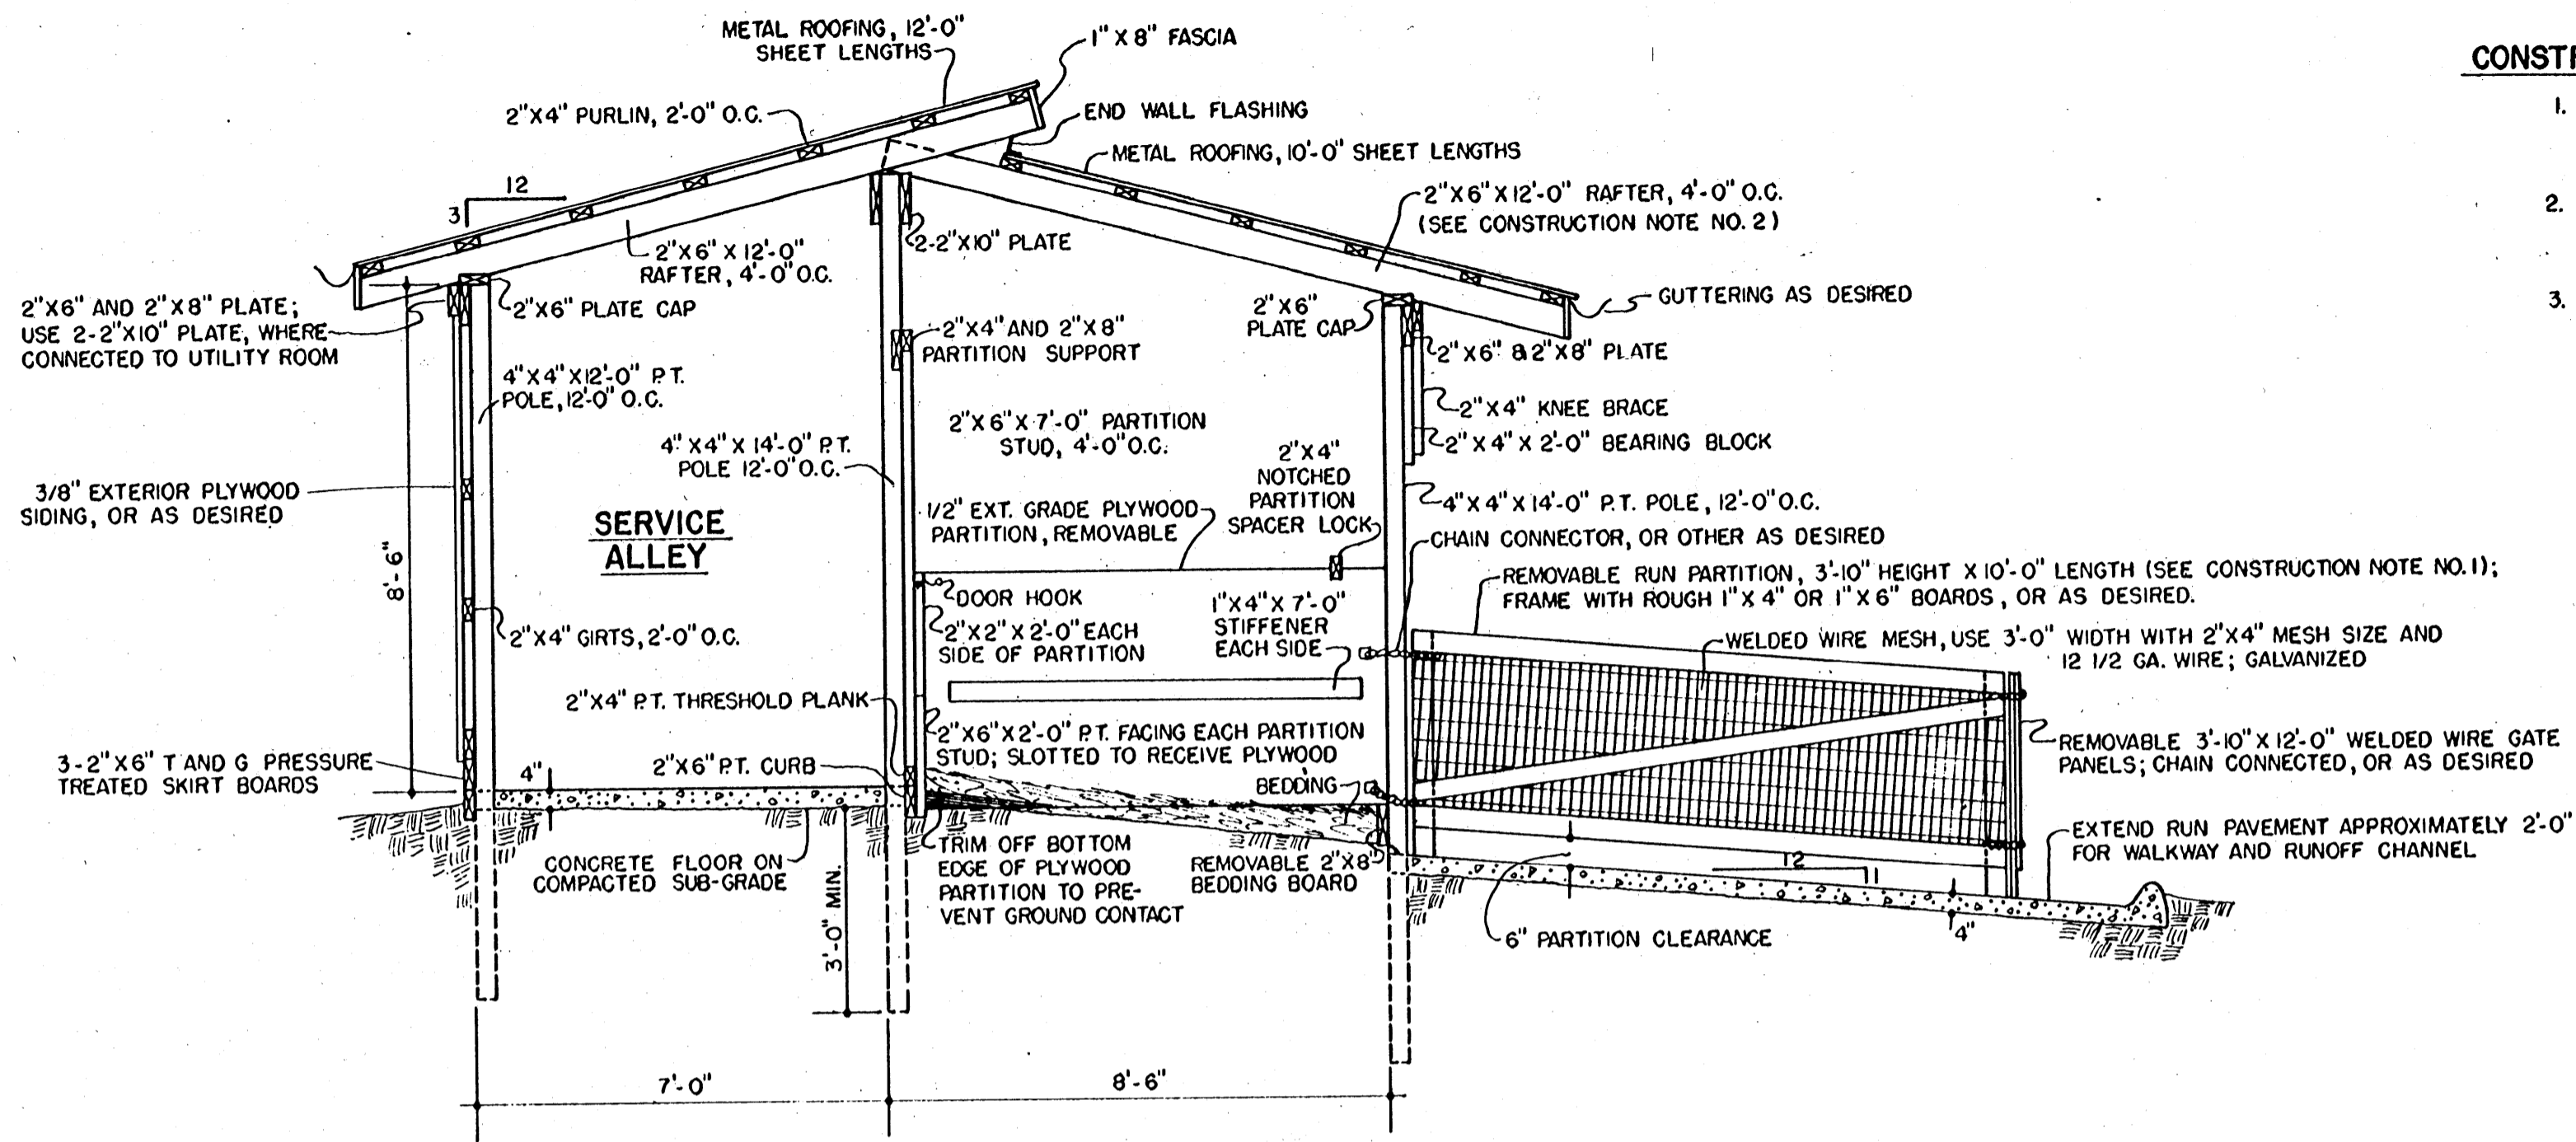 METAL ROOFING, 12'-0"
SHEET LENGTHS
1" X 8" FASCIA
CONSTR
1.
2.
3.
2"X4" PURLIN, 2'-0" O.C.
END WALL FLASHING
METAL ROOFING, 10'-0" SHEET LENGTHS
12
3
2"X6"X12'-0" RAFTER, 4'-0" O.C.
(SEE CONSTRUCTION NOTE NO. 2)
2"X6" X 12'-0"
RAFTER, 4'-0" O.C.
2-2"X10" PLATE
2"X6" AND 2"X8" PLATE;
USE 2-2"X10" PLATE, WHERE
CONNECTED TO UTILITY ROOM
2"X6" PLATE CAP
2"X6"
PLATE CAP
GUTTERING AS DESIRED
2"X4" AND 2"X8"
PARTITION SUPPORT
2"X6" & 2"X8" PLATE
4"X4"X12'-0" P.T.
POLE, 12'-0" O.C.
2"X4" KNEE BRACE
2"X4" X 2'-0" BEARING BLOCK
2"X6"X7'-0" PARTITION
STUD, 4'-0" O.C.
4"X4"X14'-0" P.T.
POLE 12'-0" O.C.
2"X4"
NOTCHED
PARTITION
SPACER LOCK
3/8" EXTERIOR PLYWOOD
SIDING, OR AS DESIRED
4"X4"X14'-0" P.T. POLE, 12'-0" O.C.
SERVICE
ALLEY
1/2" EXT. GRADE PLYWOOD
PARTITION, REMOVABLE
CHAIN CONNECTOR, OR OTHER AS DESIRED
8'-6"
REMOVABLE RUN PARTITION, 3'-10" HEIGHT X 10'-0" LENGTH (SEE CONSTRUCTION NOTE NO. 1);
FRAME WITH ROUGH 1"X4" OR 1"X6" BOARDS, OR AS DESIRED.
DOOR HOOK
2"X2"X2'-0" EACH
SIDE OF PARTITION
1"X4"X7'-0"
STIFFENER
EACH SIDE
2"X4" GIRTS, 2'-0" O.C.
WELDED WIRE MESH, USE 3'-0" WIDTH WITH 2"X4" MESH SIZE AND
12 1/2 GA. WIRE; GALVANIZED
2"X4" P.T. THRESHOLD PLANK
2"X6"X2'-0" P.T. FACING EACH PARTITION
STUD; SLOTTED TO RECEIVE PLYWOOD
REMOVABLE 3'-10"X12'-0" WELDED WIRE GATE
PANELS; CHAIN CONNECTED, OR AS DESIRED
3-2"X6" T AND G PRESSURE
TREATED SKIRT BOARDS
4"
2"X6" P.T. CURB
BEDDING
CONCRETE FLOOR ON
COMPACTED SUB-GRADE
3'-0" MIN.
TRIM OFF BOTTOM
EDGE OF PLYWOOD
PARTITION TO PRE-
VENT GROUND CONTACT
REMOVABLE 2"X8"
BEDDING BOARD
12
1
EXTEND RUN PAVEMENT APPROXIMATELY 2'-0"
FOR WALKWAY AND RUNOFF CHANNEL
6" PARTITION CLEARANCE
4"
7'-0"
8'-6"